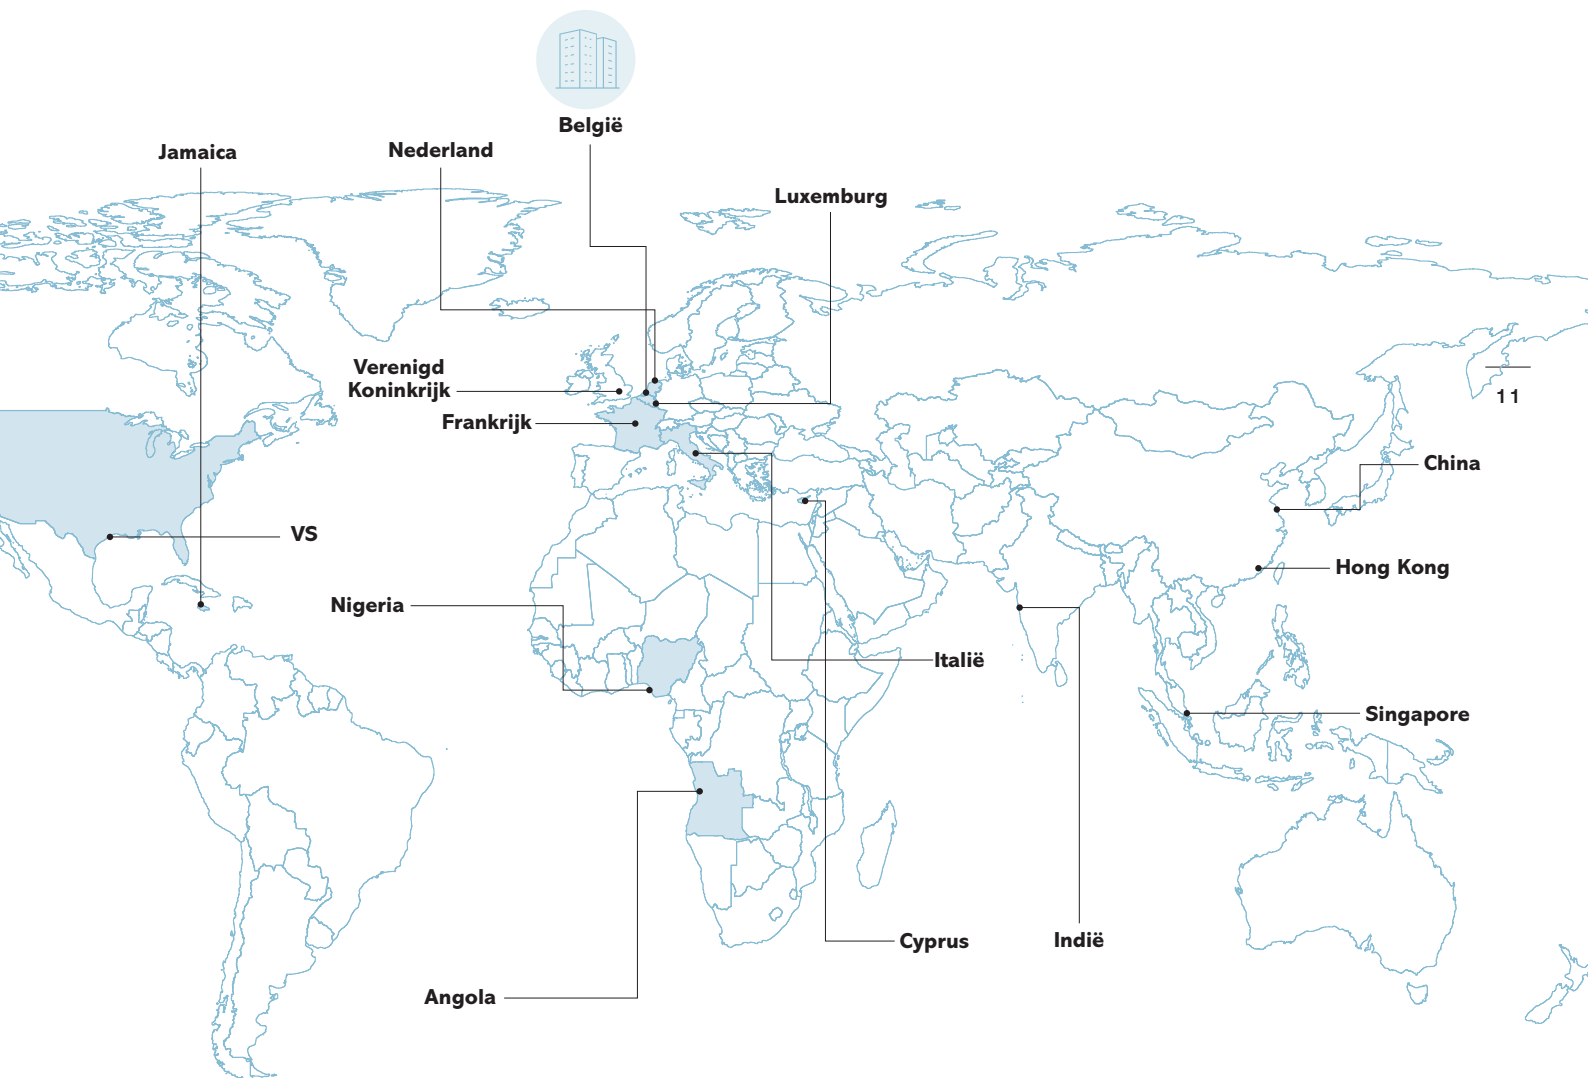 België
Jamaica
Nederland
Luxemburg
Verenigd
Koninkrijk
11
Frankrijk
China
VS
Hong Kong
Nigeria
Italië
Singapore
Cyprus
Indië
Angola